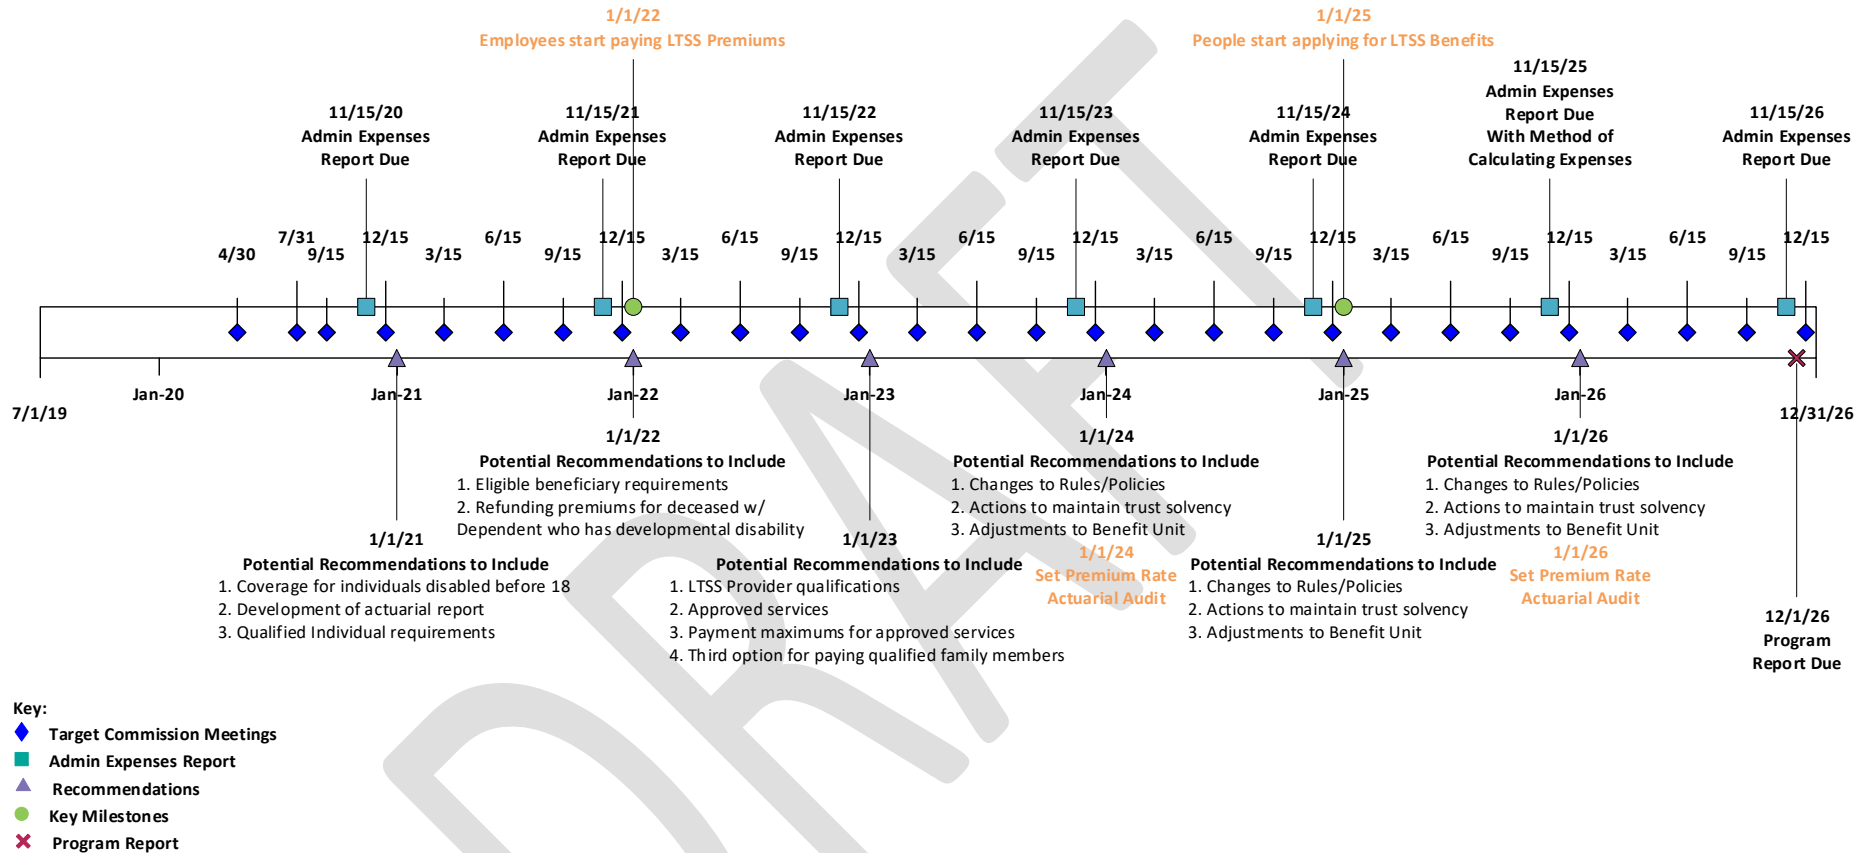 1/1/22
Employees start paying LTSS Premiums
1/1/25
People start applying for LTSS Benefits
11/15/20
Admin Expenses
Report Due
11/15/21
Admin Expenses
Report Due
11/15/22
Admin Expenses
Report Due
11/15/23
Admin Expenses
Report Due
11/15/24
Admin Expenses
Report Due
11/15/25
Admin Expenses
Report Due
With Method of
Calculating Expenses
11/15/26
Admin Expenses
Report Due
4/30
7/31
9/15
12/15
3/15
6/15
9/15
12/15
3/15
6/15
9/15
12/15
3/15
6/15
9/15
12/15
3/15
6/15
9/15
12/15
3/15
6/15
9/15
12/15
3/15
6/15
9/15
12/15
7/1/19
Jan-20
Jan-21
Jan-22
Jan-23
Jan-24
Jan-25
Jan-26
12/31/26
1/1/21
Potential Recommendations to Include
1. Coverage for individuals disabled before 18
2. Development of actuarial report
3. Qualified Individual requirements
1/1/22
Potential Recommendations to Include
1. Eligible beneficiary requirements
2. Refunding premiums for deceased w/
Dependent who has developmental disability
1/1/23
Potential Recommendations to Include
1. LTSS Provider qualifications
2. Approved services
3. Payment maximums for approved services
4. Third option for paying qualified family members
1/1/24
Potential Recommendations to Include
1. Changes to Rules/Policies
2. Actions to maintain trust solvency
3. Adjustments to Benefit Unit
1/1/24
Set Premium Rate
Actuarial Audit
1/1/25
Potential Recommendations to Include
1. Changes to Rules/Policies
2. Actions to maintain trust solvency
3. Adjustments to Benefit Unit
1/1/26
Potential Recommendations to Include
1. Changes to Rules/Policies
2. Actions to maintain trust solvency
3. Adjustments to Benefit Unit
1/1/26
Set Premium Rate
Actuarial Audit
12/1/26
Program
Report Due
Key:
Target Commission Meetings
Admin Expenses Report
Recommendations
Key Milestones
Program Report
DRAFT